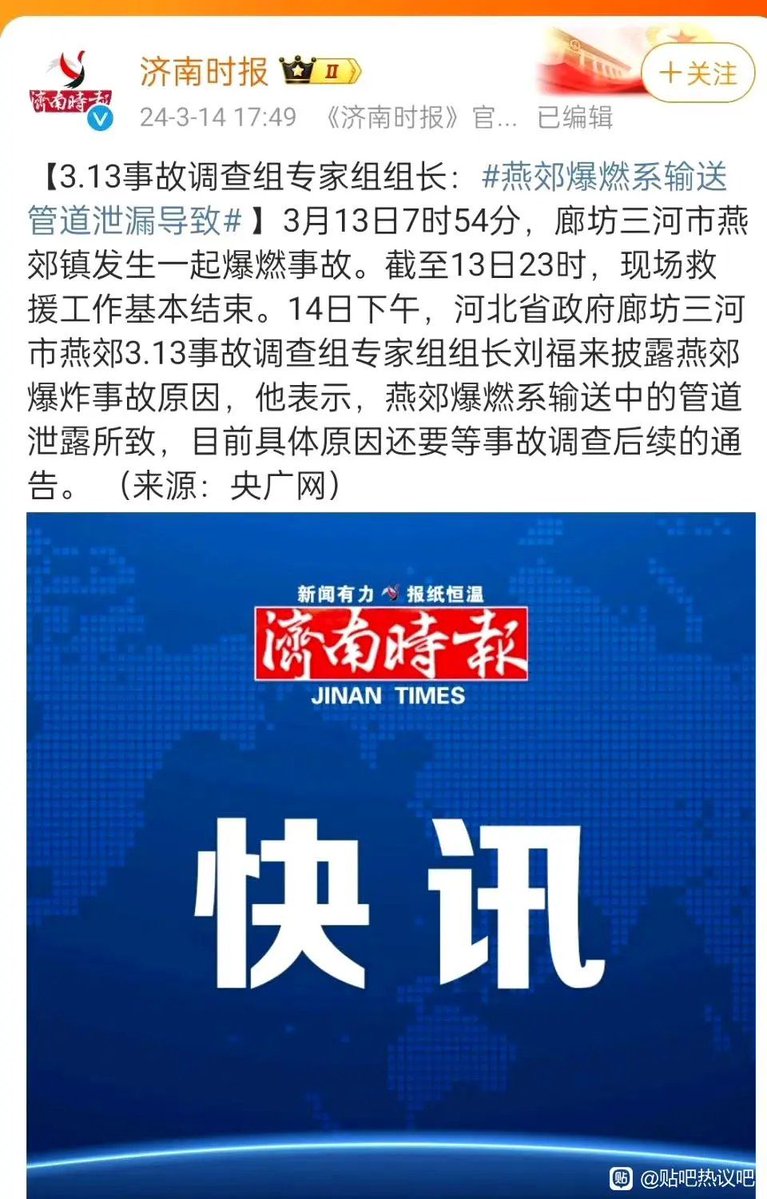 济南时报
II
+关注
濟南時報
24-3-14 17:49 《济南时报》官... 已编辑
【3.13事故调查组专家组组长：#燕郊爆燃系输送
管道泄漏导致#】3月13日7时54分，廊坊三河市燕
郊镇发生一起爆燃事故。截至13日23时，现场救
援工作基本结束。14日下午，河北省政府廊坊三河
市燕郊3.13事故调查组专家组组长刘福来披露燕郊
爆炸事故原因，他表示，燕郊爆燃系输送中的管道
泄露所致，目前具体原因还要等事故调查后续的通
告。（来源：央广网）
新闻有力 报纸恒温
濟南時報
JINAN TIMES
快讯
贴 @贴吧热议吧